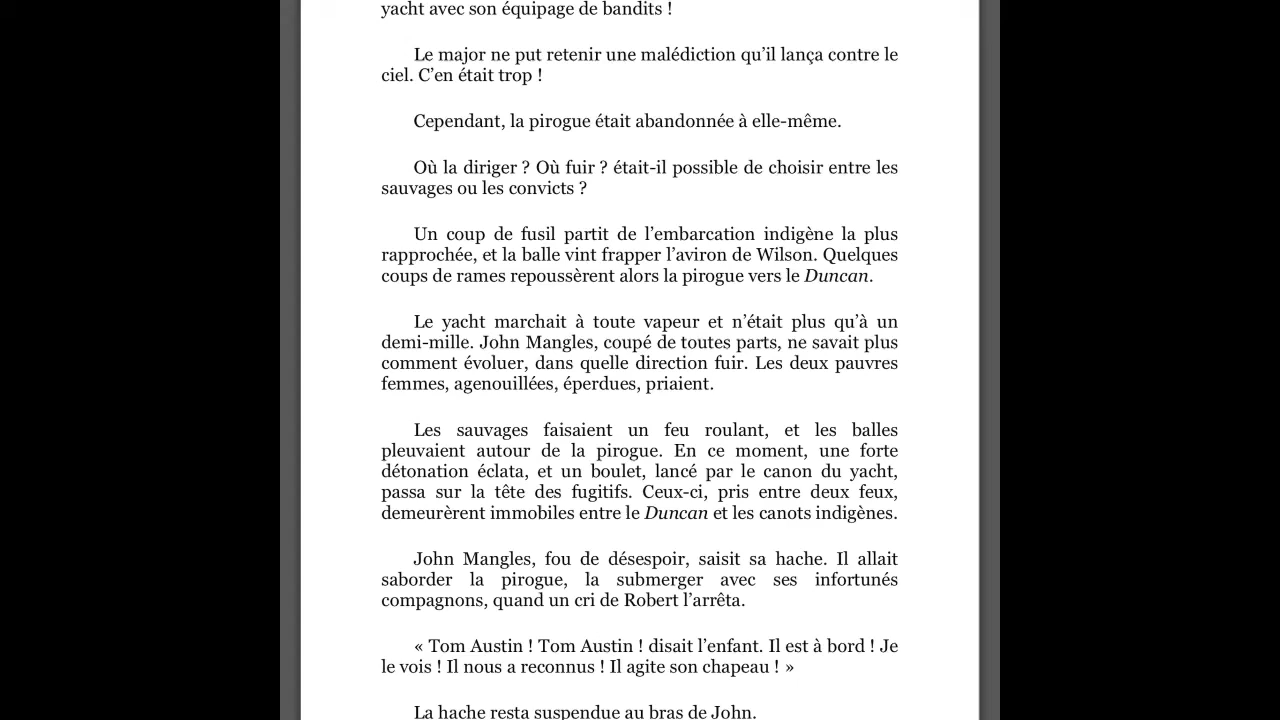 yacht avec son équipage de bandits !
Le major ne put retenir une malédiction qu’il lança contre le
ciel. C’en était trop !
Cependant, la pirogue était abandonnée à elle-même.
Où la diriger ? Où fuir ? était-il possible de choisir entre les
sauvages ou les convicts ?
Un coup de fusil partit de l’embarcation indigène la plus
rapprochée, et la balle vint frapper l’aviron de Wilson. Quelques
coups de rames repoussèrent alors la pirogue vers le Duncan.
Le yacht marchait à toute vapeur et n’était plus qu’à un
demi-mille. John Mangles, coupé de toutes parts, ne savait plus
comment évoluer, dans quelle direction fuir. Les deux pauvres
femmes, agenouillées, éperdues, priaient.
Les sauvages faisaient un feu roulant, et les balles
pleuvaient autour de la pirogue. En ce moment, une forte
détonation éclata, et un boulet, lancé par le canon du yacht,
passa sur la tête des fugitifs. Ceux-ci, pris entre deux feux,
demeurèrent immobiles entre le Duncan et les canots indigènes.
John Mangles, fou de désespoir, saisit sa hache. Il allait
saborder la pirogue, la submerger avec ses infortunés
compagnons, quand un cri de Robert l’arrêta.
« Tom Austin ! Tom Austin ! disait l’enfant. Il est à bord ! Je
le vois ! Il nous a reconnus ! Il agite son chapeau ! »
La hache resta suspendue au bras de John.